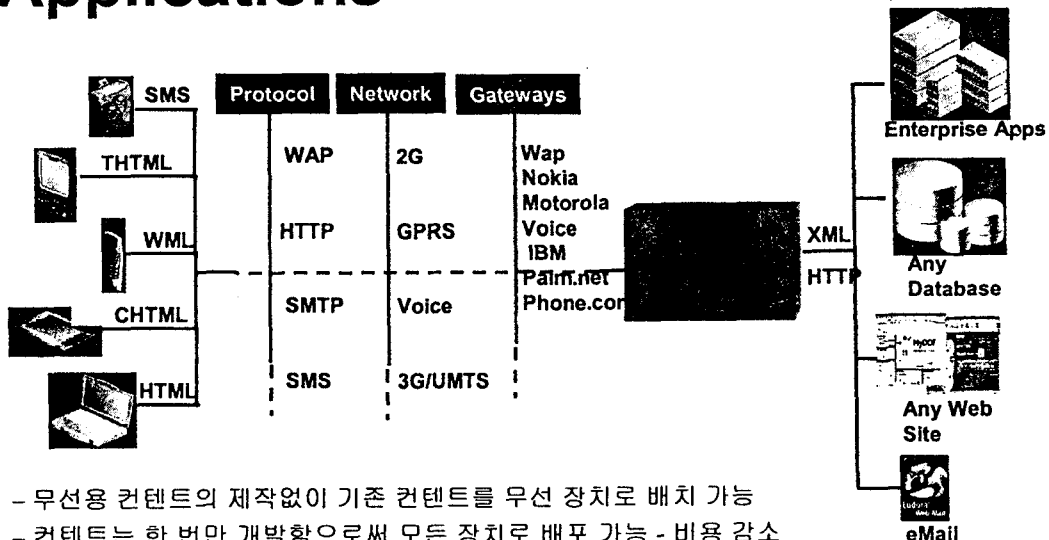 Applications
SMS
THTML
WML
CHTML
HTML
Protocol
WAP
HTTP
SMTP
SMS
Network
2G
GPRS
Voice
3G/UMTS
Gateways
Wap
Nokia
Motorola
Voice
IBM
Palm.net
Phone.com
XML
HTTP
Enterprise Apps
Any
Database
Any Web
Site
eMail
– 무선용 컨텐트의 제작없이 기존 컨텐트를 무선 장치로 배치 가능
– 컨텐트는 한 번만 개발함으로써 모든 장치로 배포 가능 - 비용 감소